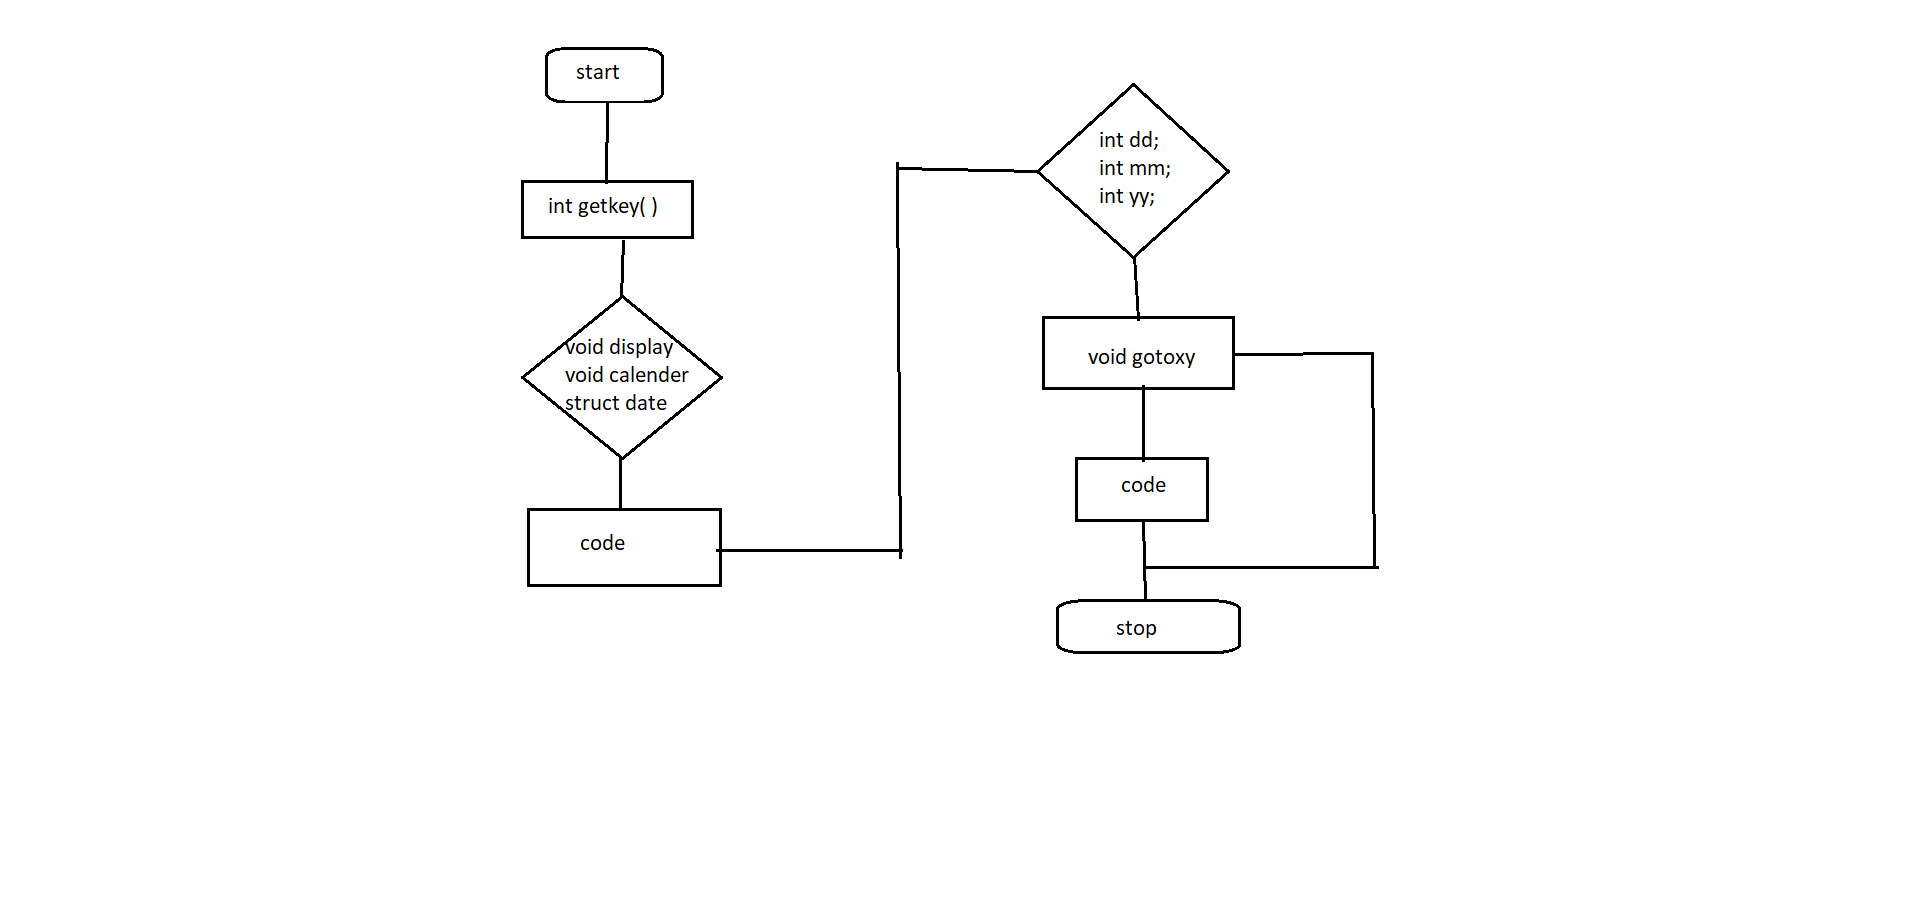 start
int getkey( )
void display
void calender
struct date
code
int dd;
int mm;
int yy;
void gotoxy
code
stop